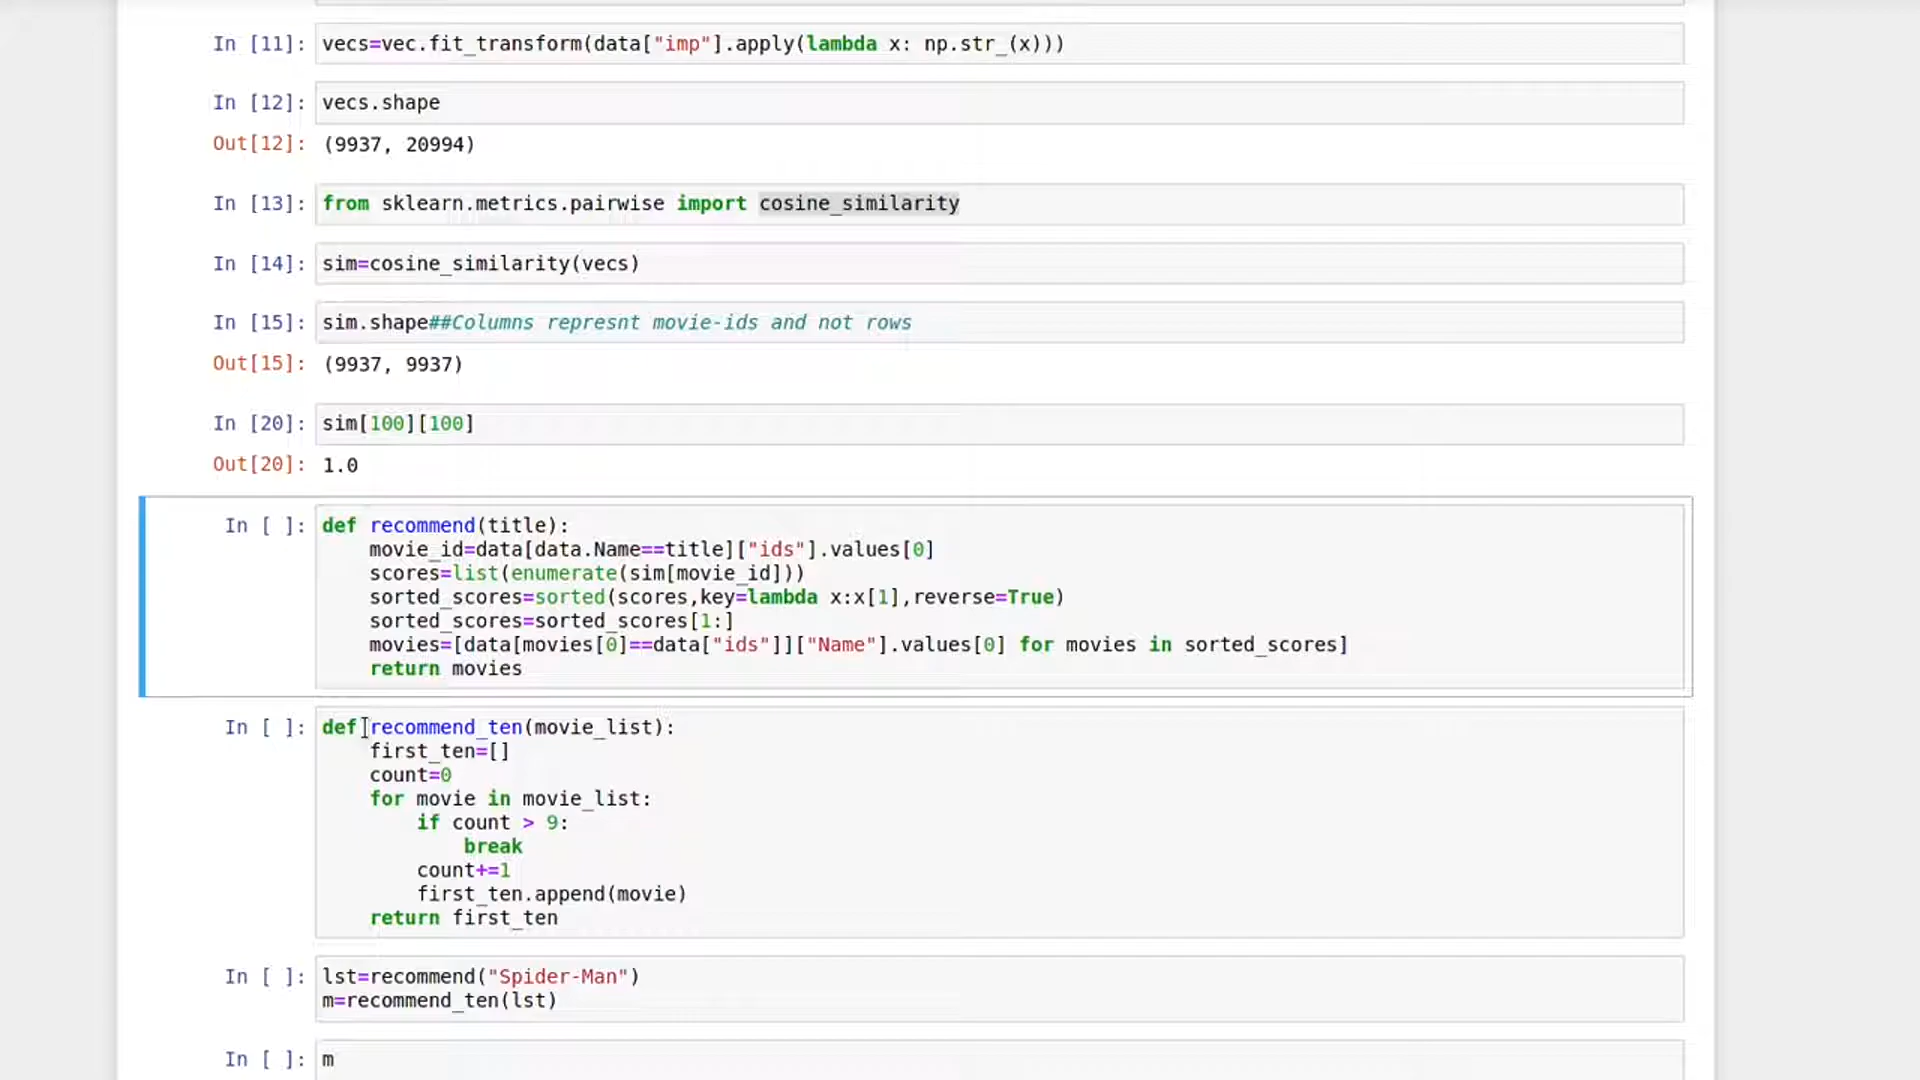 In [11]: vecs=vec.fit_transform(data["imp"].apply(lambda x: np.str_(x)))
In [12]: vecs.shape
Out[12]: (9937, 20994)
In [13]: from sklearn.metrics.pairwise import cosine_similarity
In [14]: sim=cosine_similarity(vecs)
In [15]: sim.shape##Columns represnt movie-ids and not rows
Out[15]: (9937, 9937)
In [20]: sim[100][100]
Out[20]: 1.0
In [ ]: def recommend(title):
    movie_id=data[data.Name==title]["ids"].values[0]
    scores=list(enumerate(sim[movie_id]))
    sorted_scores=sorted(scores,key=lambda x:x[1],reverse=True)
    sorted_scores=sorted_scores[1:]
    movies=[data[movies[0]==data["ids"]]["Name"].values[0] for movies in sorted_scores]
    return movies
In [ ]: def recommend_ten(movie_list):
    first_ten=[]
    count=0
    for movie in movie_list:
        if count > 9:
            break
        count+=1
        first_ten.append(movie)
    return first_ten
In [ ]: lst=recommend("Spider-Man")
m=recommend_ten(lst)
In [ ]: m